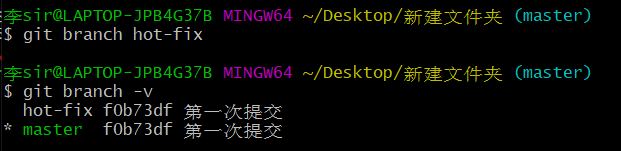 李sir@LAPTOP-JPB4G37B MINGW64 ~/Desktop/新建文件夹 (master)
$ git branch hot-fix
李sir@LAPTOP-JPB4G37B MINGW64 ~/Desktop/新建文件夹 (master)
$ git branch -v
  hot-fix f0b73df 第一次提交
* master  f0b73df 第一次提交